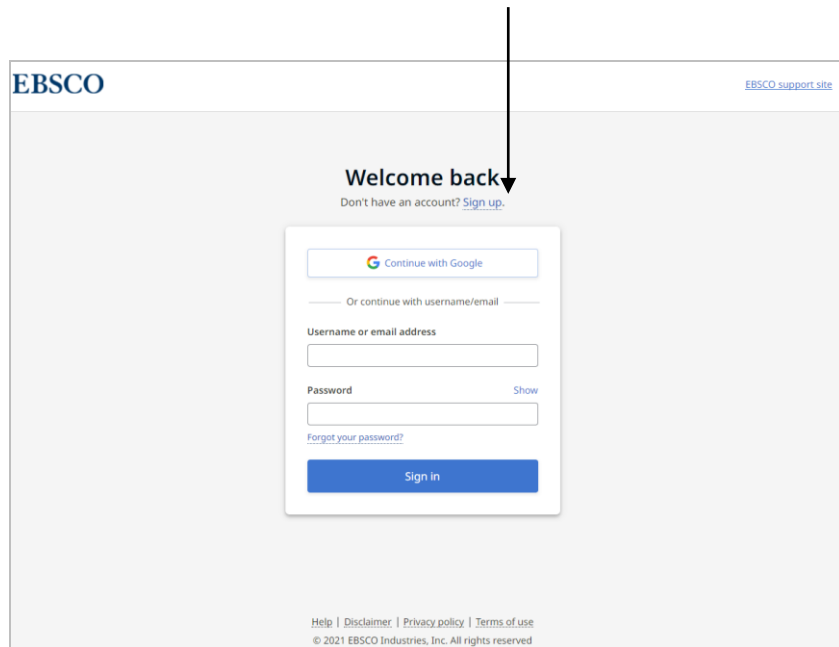 EBSCO
EBSCO support site
Welcome back
Don't have an account? Sign up.
Continue with Google
Or continue with username/email
Username or email address
Password Show
Forgot your password?
Sign in
Help | Disclaimer | Privacy policy | Terms of use
© 2021 EBSCO Industries, Inc. All rights reserved